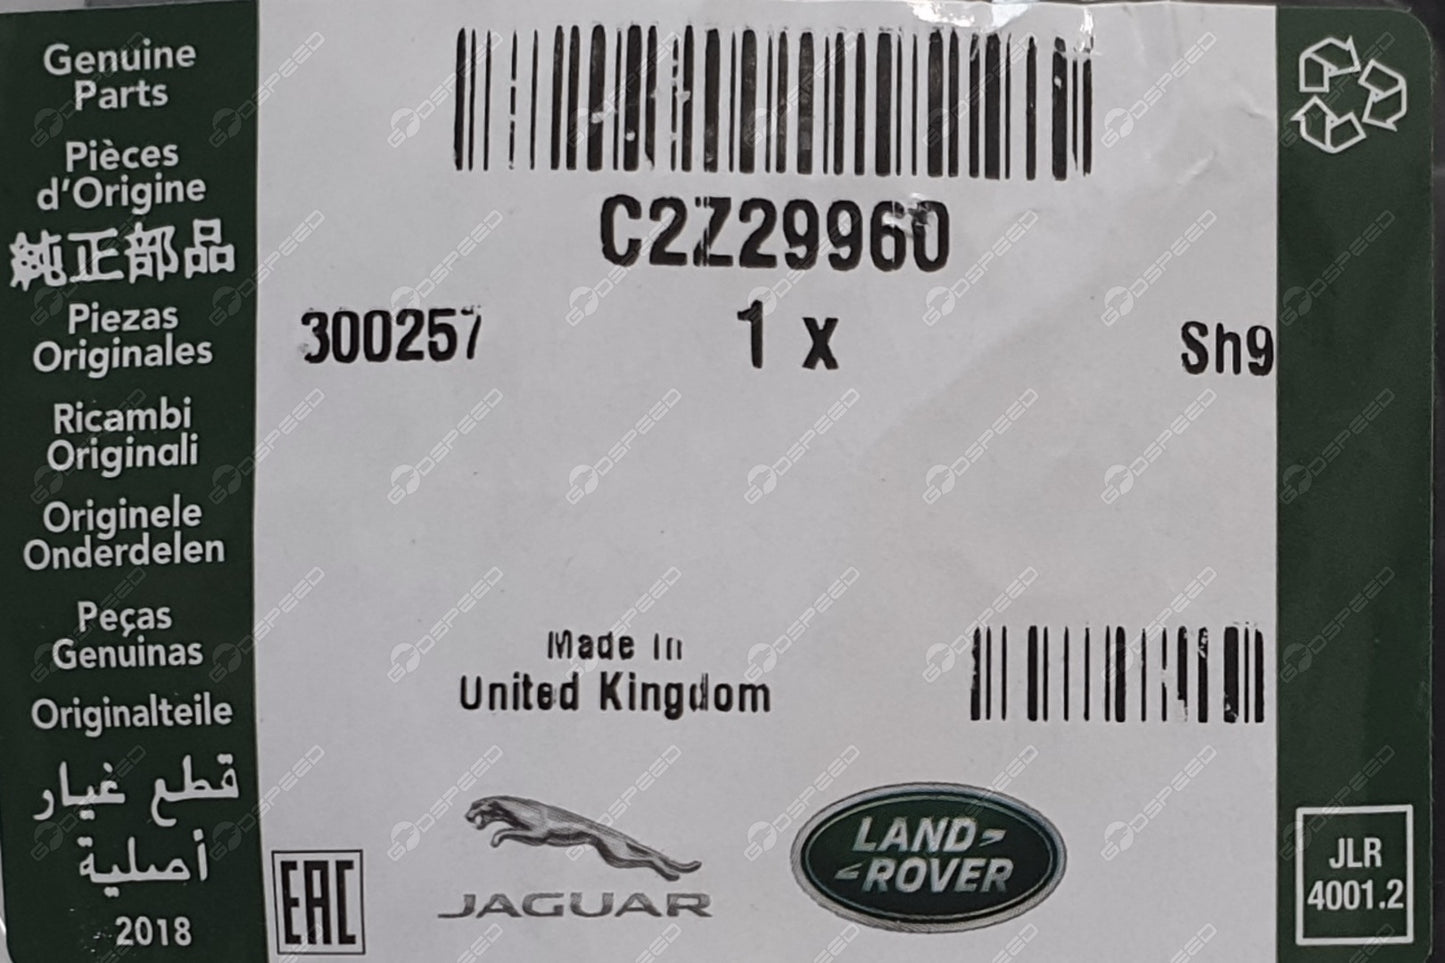 Genuine
Parts
Pièces
d'Origine
純正部品
Piezas
Originales
Ricambi
Originali
Originele
Onderdelen
Peças
Genuinas
Originalteile
قطع غيار
أصلية
2018
C2Z29960
300257
1 x
Sh9
Made In
United Kingdom
EAC
JAGUAR
LAND
ROVER
JLR
4001.2
GODSPEED